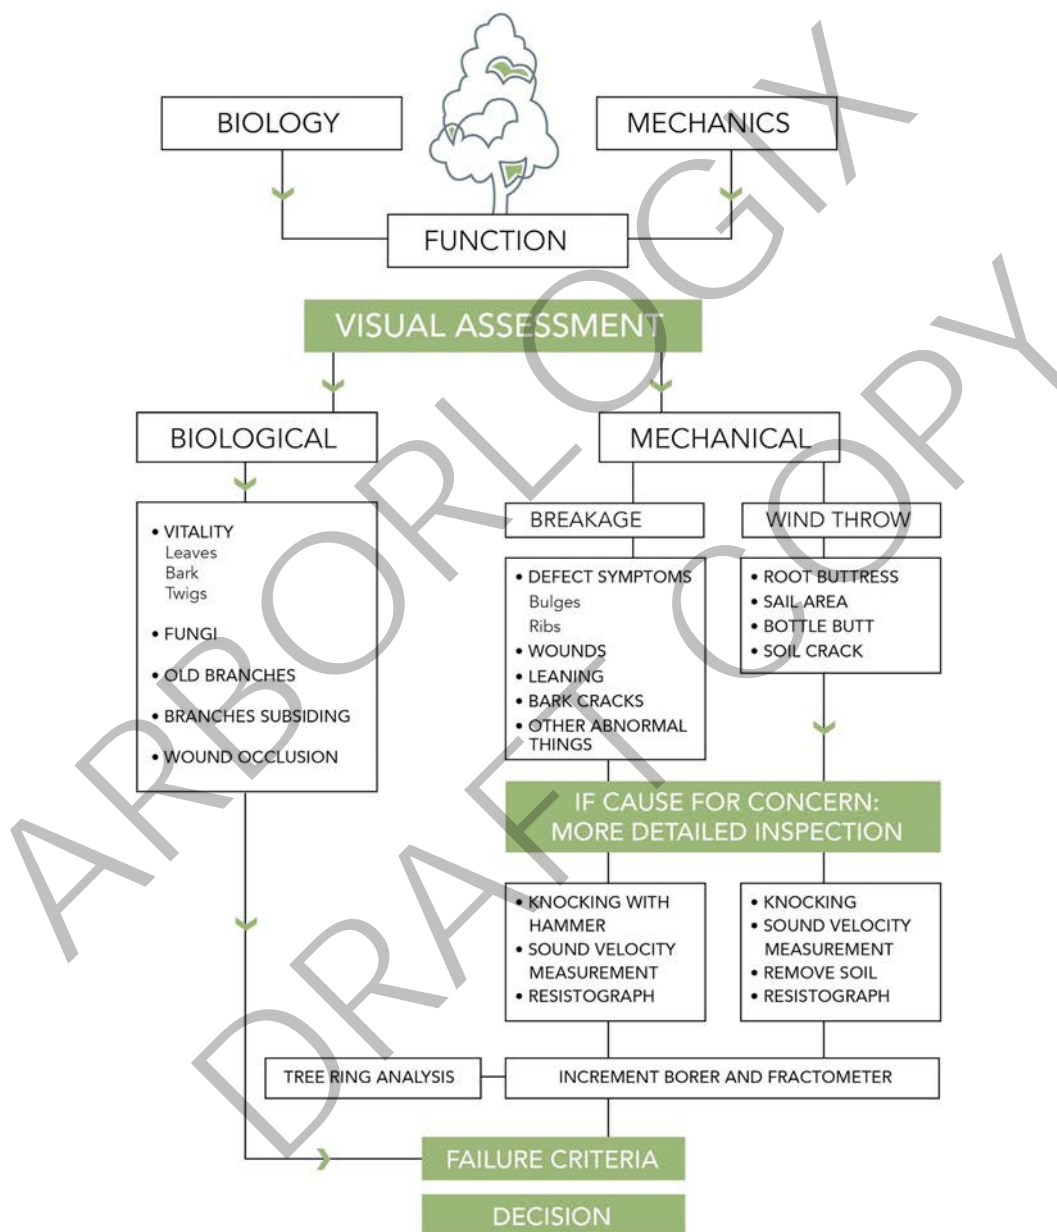 BIOLOGY
MECHANICS
FUNCTION
VISUAL ASSESSMENT
BIOLOGICAL
MECHANICAL
• VITALITY
Leaves
Bark
Twigs
• FUNGI
• OLD BRANCHES
• BRANCHES SUBSIDING
• WOUND OCCLUSION
BREAKAGE
WIND THROW
• DEFECT SYMPTOMS
Bulges
Ribs
• WOUNDS
• LEANING
• BARK CRACKS
• OTHER ABNORMAL
THINGS
• ROOT BUTTRESS
• SAIL AREA
• BOTTLE BUTT
• SOIL CRACK
IF CAUSE FOR CONCERN:
MORE DETAILED INSPECTION
• KNOCKING WITH
HAMMER
• SOUND VELOCITY
MEASUREMENT
• RESISTOGRAPH
• KNOCKING
• SOUND VELOCITY
MEASUREMENT
• REMOVE SOIL
• RESISTOGRAPH
TREE RING ANALYSIS
INCREMENT BORER AND FRACTOMETER
FAILURE CRITERIA
DECISION
ARBORLOGIX
DRAFT COPY